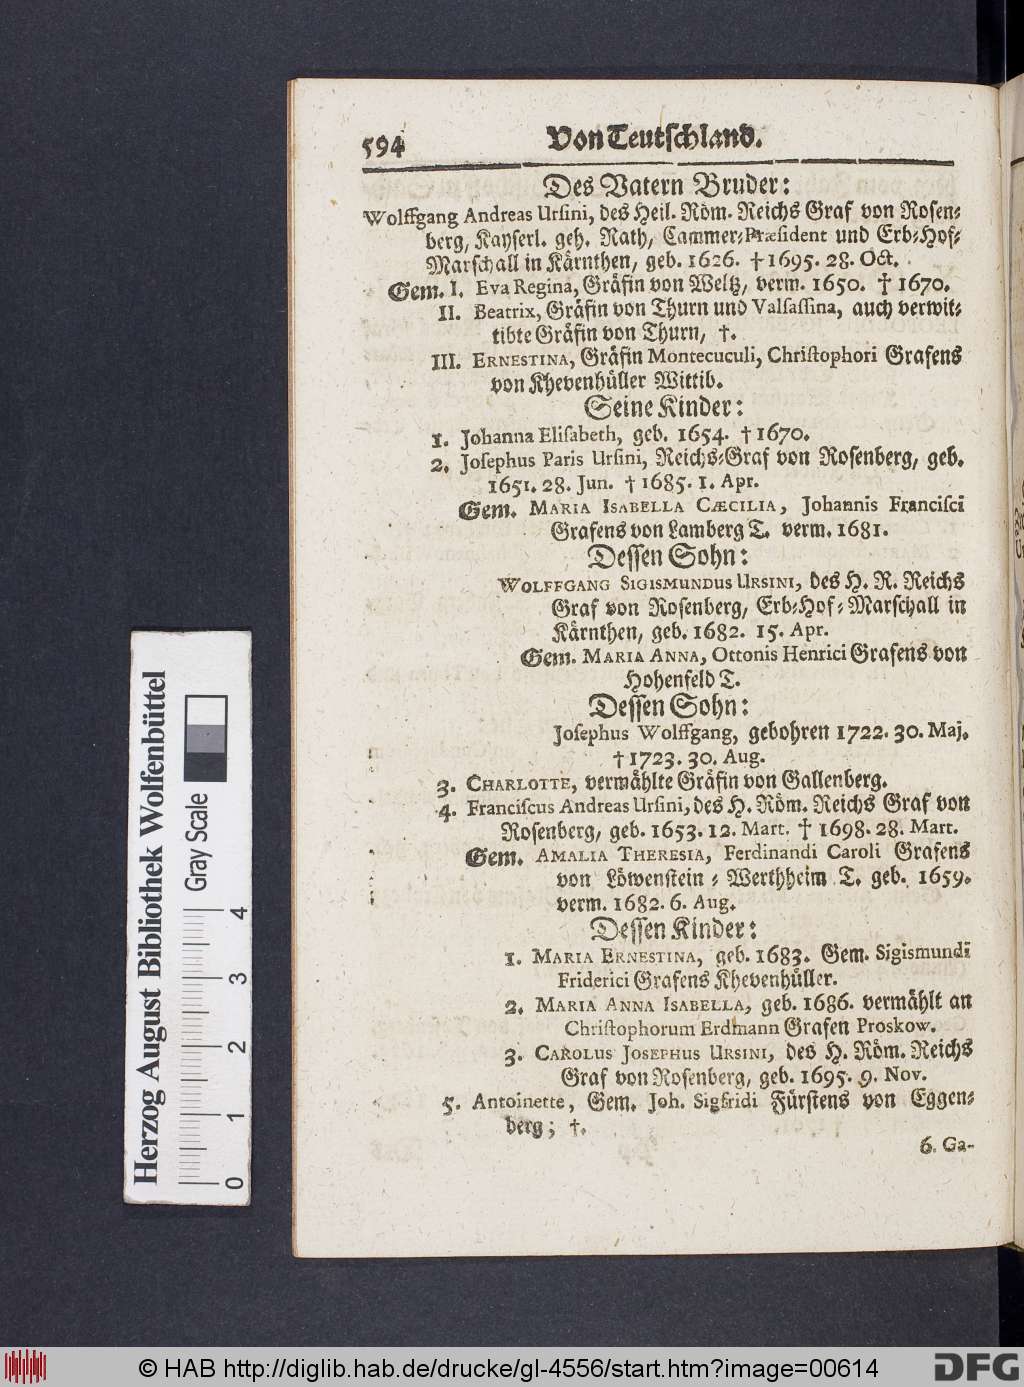 594 Von Teutschland.
Des Vatern Bruder:
Wolffgang Andreas Ursini, des Heil. Röm. Reichs Graf von Rosen-
berg, Kayserl. geh. Rath, Cammer-Præsident und Erb-Hof-
Marschall in Kärnthen, geb. 1626. † 1695. 28. Oct.
Gem. I. Eva Regina, Gräfin von Weltz, verm. 1650. † 1670.
II. Beatrix, Gräfin von Thurn und Valsassina, auch verwit-
tibte Gräfin von Thurn, †.
III. ERNESTINA, Gräfin Montecuculi, Christophori Grafens
von Khevenhüller Wittib.
Seine Kinder:
1. Johanna Elisabeth, geb. 1654. † 1670.
2. Josephus Paris Ursini, Reichs-Graf von Rosenberg, geb.
1651. 28. Jun. † 1685. 1. Apr.
Gem. MARIA ISABELLA CÆCILIA, Johannis Francisci
Grafens von Lamberg T. verm. 1681.
Dessen Sohn:
WOLFFGANG SIGISMUNDUS URSINI, des H. R. Reichs
Graf von Rosenberg, Erb-Hof-Marschall in
Kärnthen, geb. 1682. 15. Apr.
Gem. MARIA ANNA, Ottonis Henrici Grafens von
Hohenfeld T.
Dessen Sohn:
Josephus Wolffgang, gebohren 1722. 30. Maj.
† 1723. 30. Aug.
3. CHARLOTTE, vermählte Gräfin von Gallenberg.
4. Franciscus Andreas Ursini, des H. Röm. Reichs Graf von
Rosenberg, geb. 1653. 12. Mart. † 1698. 28. Mart.
Gem. AMALIA THERESIA, Ferdinandi Caroli Grafens
von Löwenstein-Werthheim T. geb. 1659.
verm. 1682. 6. Aug.
Dessen Kinder:
1. MARIA ERNESTINA, geb. 1683. Gem. Sigismundi
Friderici Grafens Khevenhüller.
2. MARIA ANNA ISABELLA, geb. 1686. vermählt an
Christophorum Erdmann Grafen Proskow.
3. CAROLUS JOSEPHUS URSINI, des H. Röm. Reichs
Graf von Rosenberg, geb. 1695. 9. Nov.
5. Antoinette, Gem. Joh. Sigfridi Fürstens von Eggen-
berg; †.
6. Ga-
Herzog August Bibliothek Wolfenbüttel
Gray Scale
0 1 2 3 4
© HAB http://diglib.hab.de/drucke/gl-4556/start.htm?image=00614
DFG